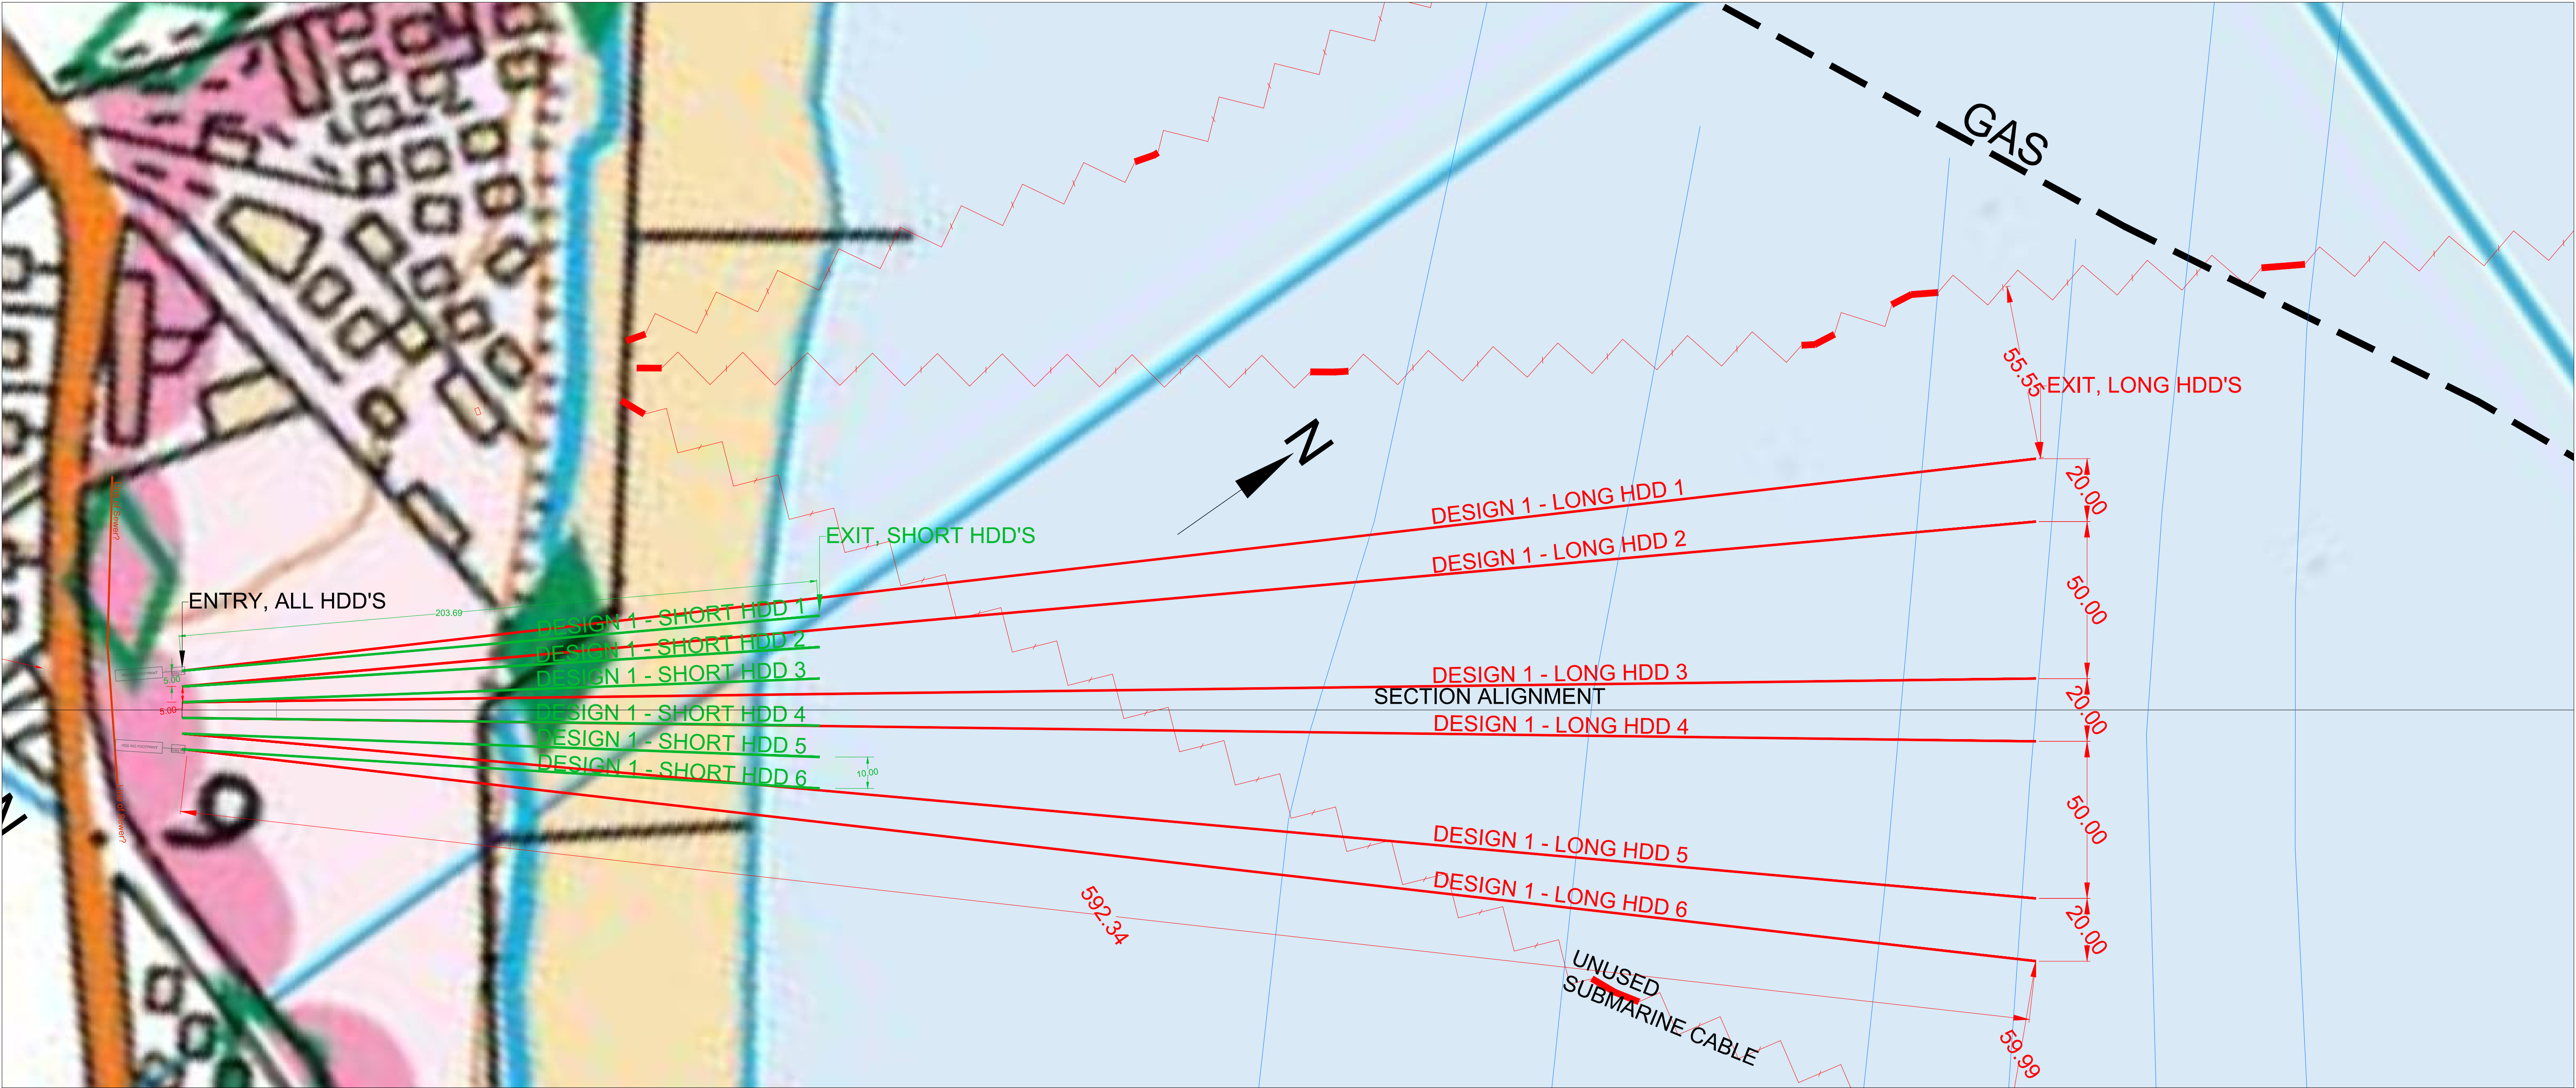 GAS
N
55.55
EXIT, LONG HDD'S
20.00
DESIGN 1 - LONG HDD 1
EXIT, SHORT HDD'S
DESIGN 1 - LONG HDD 2
50.00
ENTRY, ALL HDD'S
203.69
DESIGN 1 - SHORT HDD 1
DESIGN 1 - SHORT HDD 2
DESIGN 1 - SHORT HDD 3
DESIGN 1 - LONG HDD 3
5.00
SECTION ALIGNMENT
20.00
5.00
DESIGN 1 - SHORT HDD 4
DESIGN 1 - LONG HDD 4
DESIGN 1 - SHORT HDD 5
DESIGN 1 - SHORT HDD 6
10.00
50.00
DESIGN 1 - LONG HDD 5
DESIGN 1 - LONG HDD 6
592.34
20.00
UNUSED
SUBMARINE CABLE
59.99